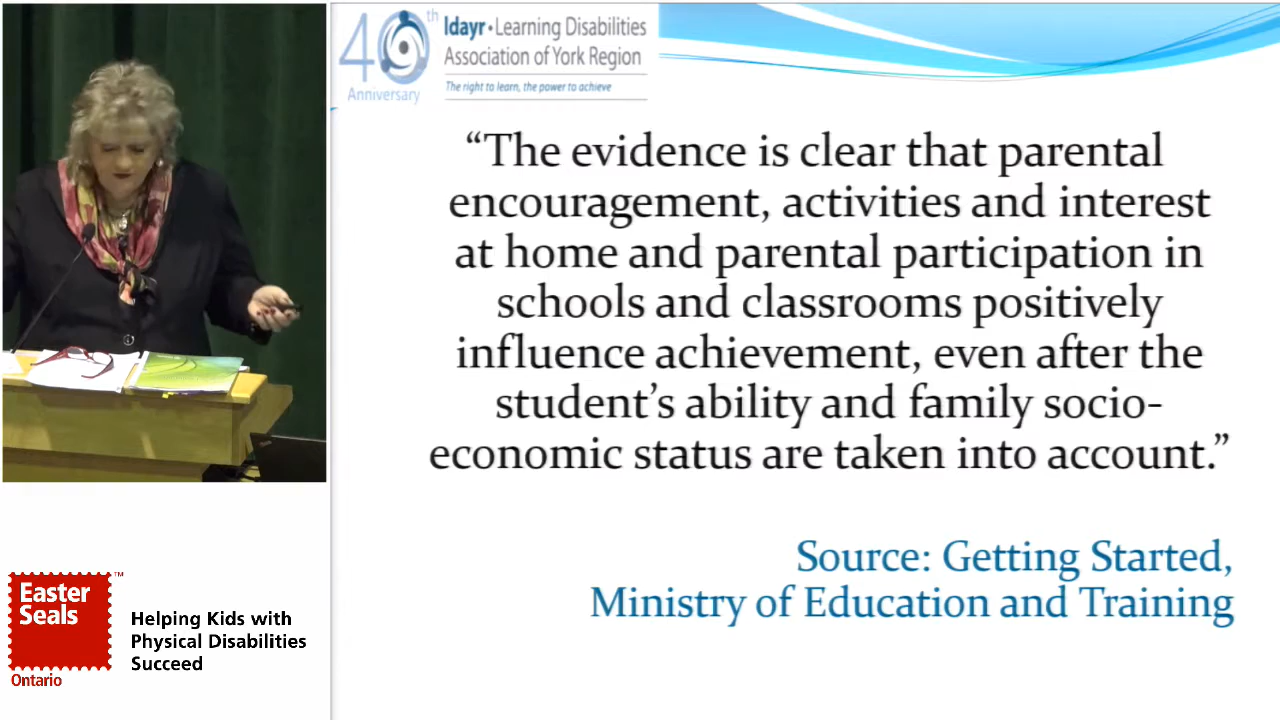 40th
Anniversary
ldayr·Learning Disabilities
Association of York Region
The right to learn, the power to achieve
“The evidence is clear that parental
encouragement, activities and interest
at home and parental participation in
schools and classrooms positively
influence achievement, even after the
student’s ability and family socio-
economic status are taken into account.”
Source: Getting Started,
Ministry of Education and Training
Easter
Seals
TM
Ontario
Helping Kids with
Physical Disabilities
Succeed